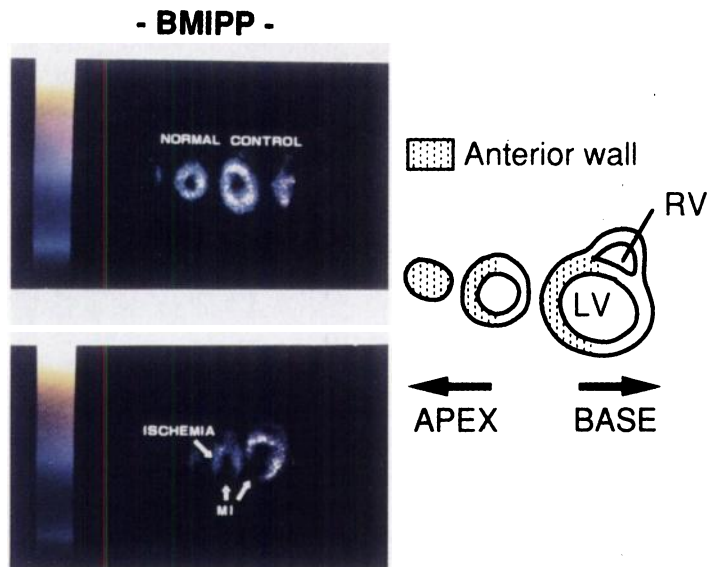 - BMIPP -
NORMAL CONTROL
Anterior wall
RV
LV
APEX
BASE
ISCHEMIA
MI